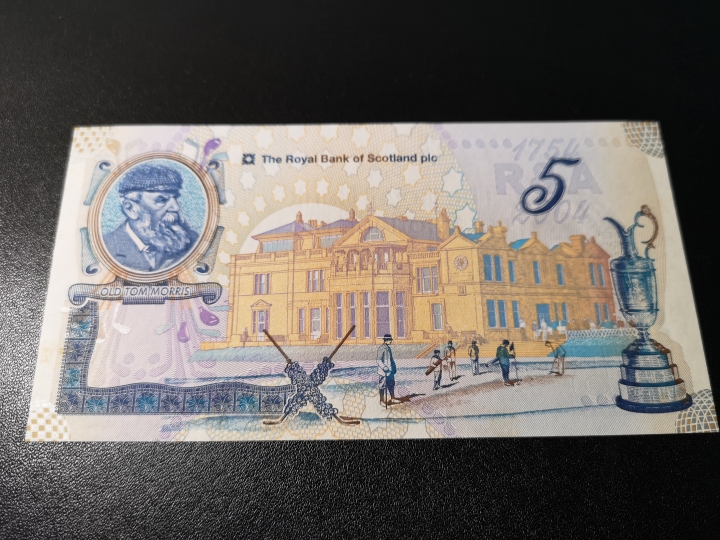 The Royal Bank of Scotland plc
1754
R&A
2004
5
OLD TOM MORRIS